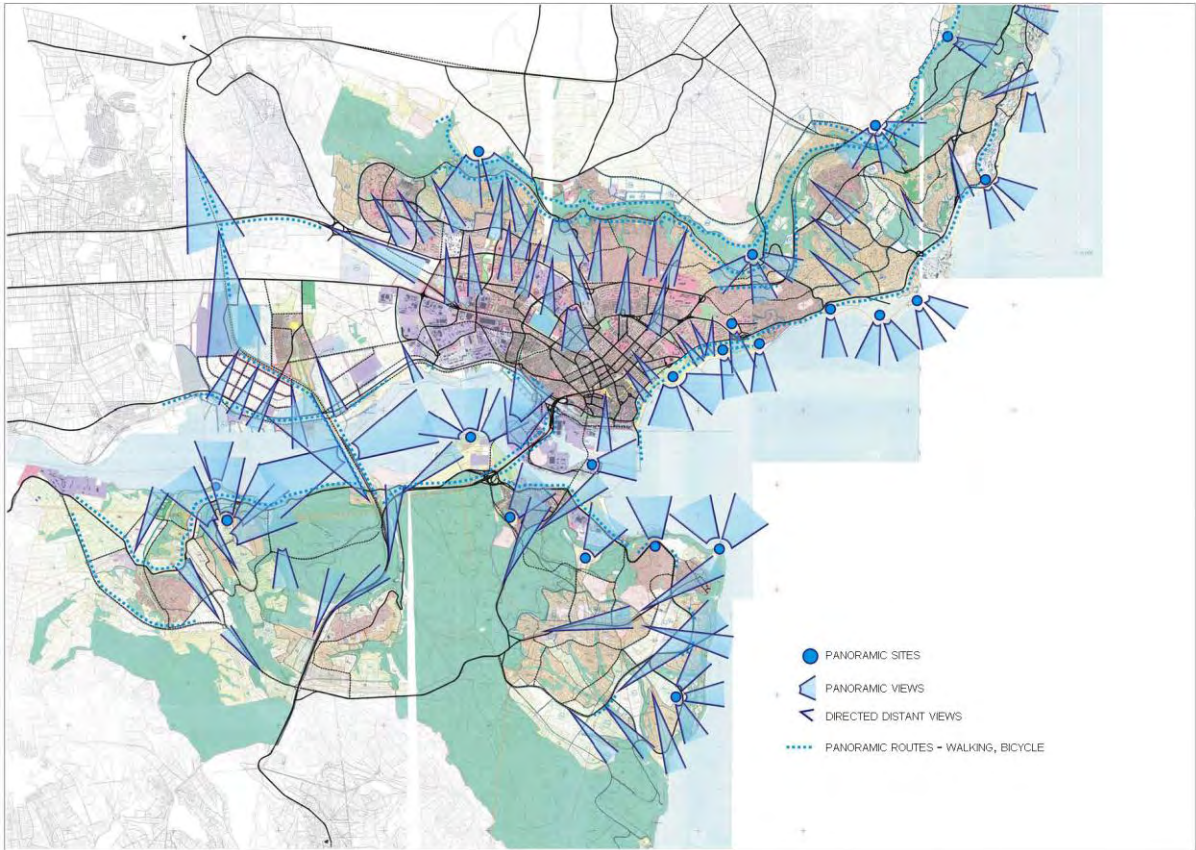 PANORAMIC SITES
PANORAMIC VIEWS
DIRECTED DISTANT VIEWS
PANORAMIC ROUTES - WALKING, BICYCLE